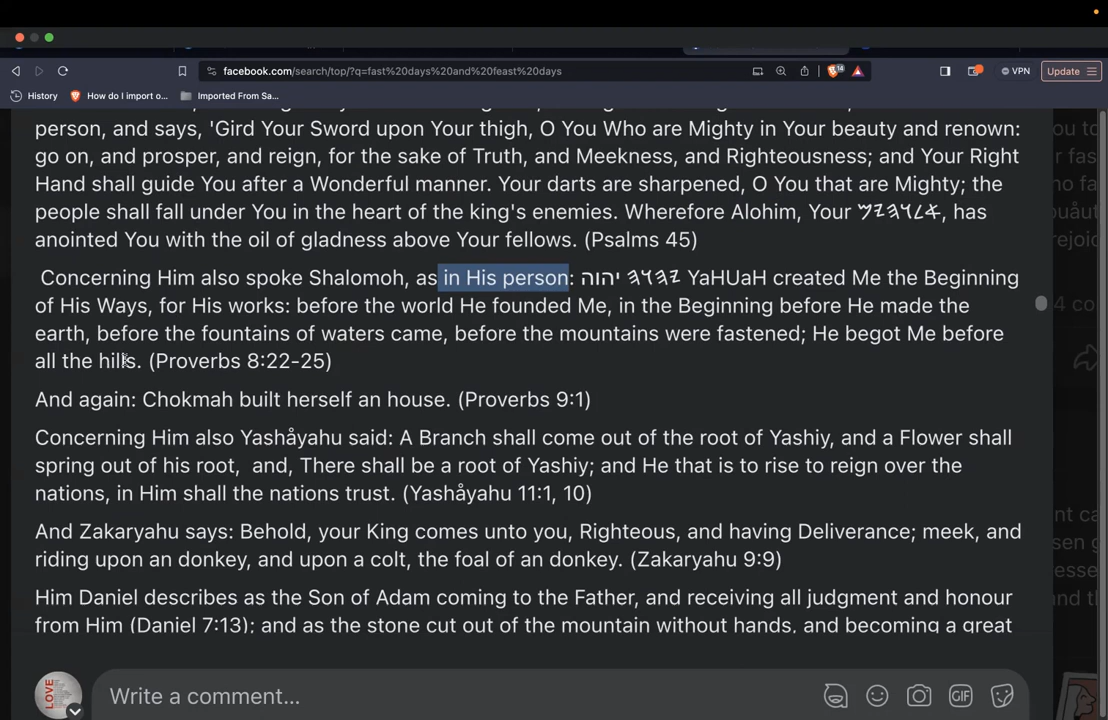 facebook.com/search/top/?q=fast%20days%20and%20feast%20days
14
VPN
Update
History
How do I import o...
Imported From Sa...
person, and says, 'Gird Your Sword upon Your thigh, O You Who are Mighty in Your beauty and renown:
go on, and prosper, and reign, for the sake of Truth, and Meekness, and Righteousness; and Your Right
Hand shall guide You after a Wonderful manner. Your darts are sharpened, O You that are Mighty; the
people shall fall under You in the heart of the king's enemies. Wherefore Alohim, Your 𐤀𐤋𐤅𐤄𐤉𐤌, has
anointed You with the oil of gladness above Your fellows. (Psalms 45)
Concerning Him also spoke Shalomoh, as in His person: יהוה 𐤉𐤄𐤅𐤄 YaHUaH created Me the Beginning
of His Ways, for His works: before the world He founded Me, in the Beginning before He made the
earth, before the fountains of waters came, before the mountains were fastened; He begot Me before
all the hills. (Proverbs 8:22-25)
And again: Chokmah built herself an house. (Proverbs 9:1)
Concerning Him also Yashåyahu said: A Branch shall come out of the root of Yashiy, and a Flower shall
spring out of his root, and, There shall be a root of Yashiy; and He that is to rise to reign over the
nations, in Him shall the nations trust. (Yashåyahu 11:1, 10)
And Zakaryahu says: Behold, your King comes unto you, Righteous, and having Deliverance; meek, and
riding upon an donkey, and upon a colt, the foal of an donkey. (Zakaryahu 9:9)
Him Daniel describes as the Son of Adam coming to the Father, and receiving all judgment and honour
from Him (Daniel 7:13); and as the stone cut out of the mountain without hands, and becoming a great
LOVE
Write a comment...
GIF